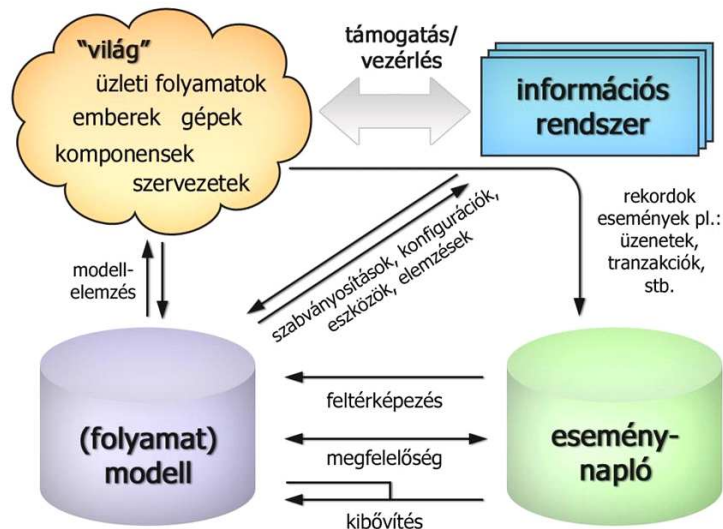 "világ"
üzleti folyamatok
emberek gépek
komponensek
szervezetek
támogatás/
vezérlés
információs
rendszer
rekordok
események pl.:
üzenetek,
tranzakciók,
stb.
szabványosítások, konfigurációk,
eszközök, elemzések
modell-
elemzés
(folyamat)
modell
feltérképezés
megfelelőség
kibővítés
esemény-
napló